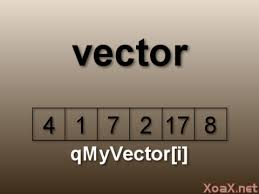 vector
4 1 7 2 17 8
qMyVector[i]
XoaX.net